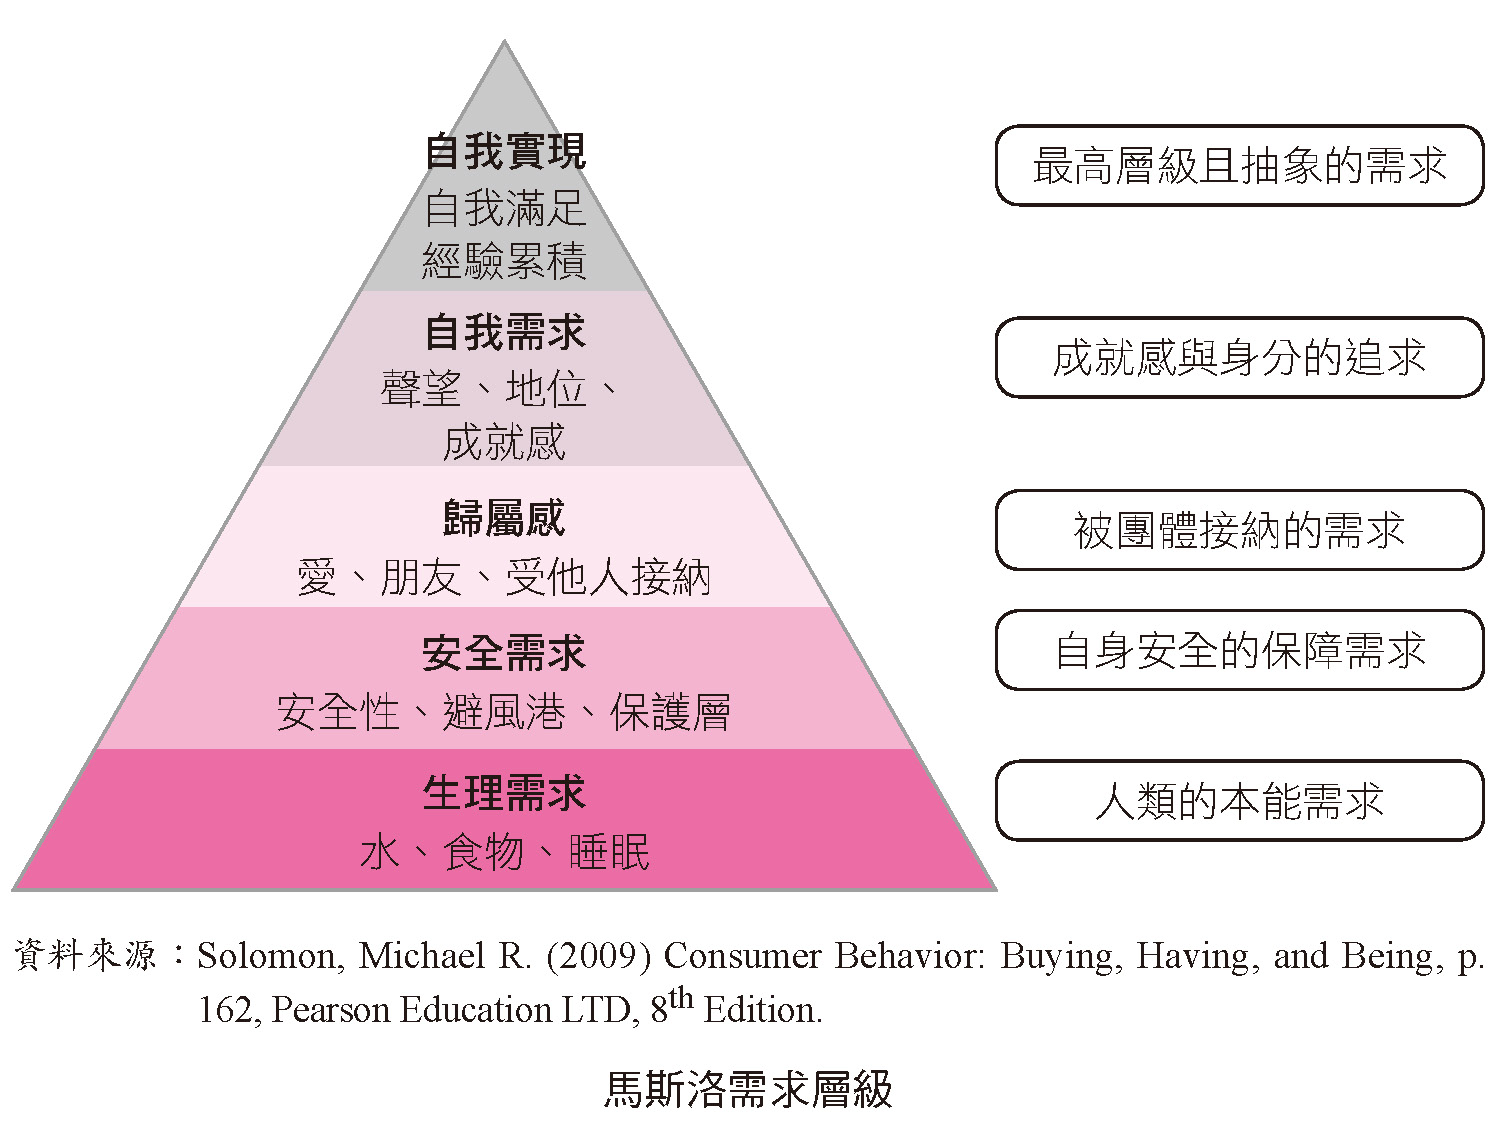 自我實現
自我滿足
經驗累積
最高層級且抽象的需求
自我需求
聲望、地位、
成就感
成就感與身分的追求
歸屬感
愛、朋友、受他人接納
被團體接納的需求
安全需求
安全性、避風港、保護層
自身安全的保障需求
生理需求
水、食物、睡眠
人類的本能需求
資料來源：Solomon, Michael R. (2009) Consumer Behavior: Buying, Having, and Being, p.
162, Pearson Education LTD, 8th Edition.
馬斯洛需求層級